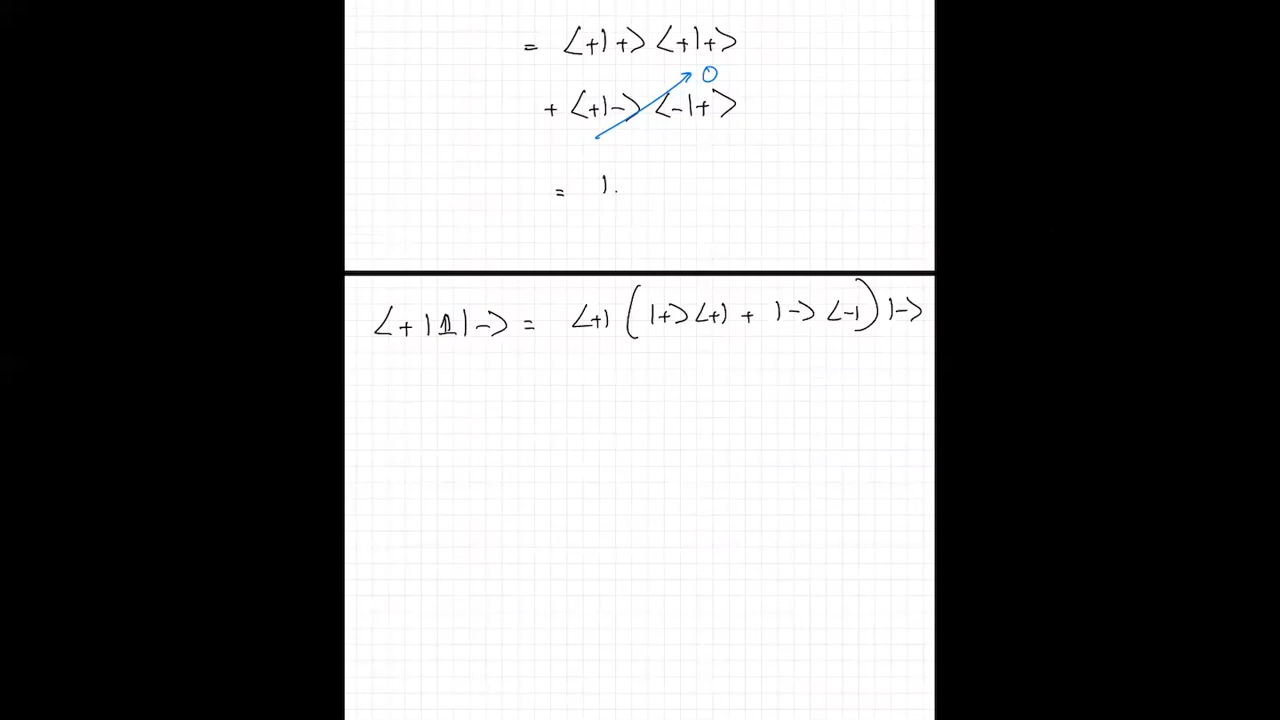 = <+|+> <+|+>
0
+ <+|-> <-|+>
= 1.
<+|𝟙|-> = <+| ( |+><+| + |-> <-| ) |->